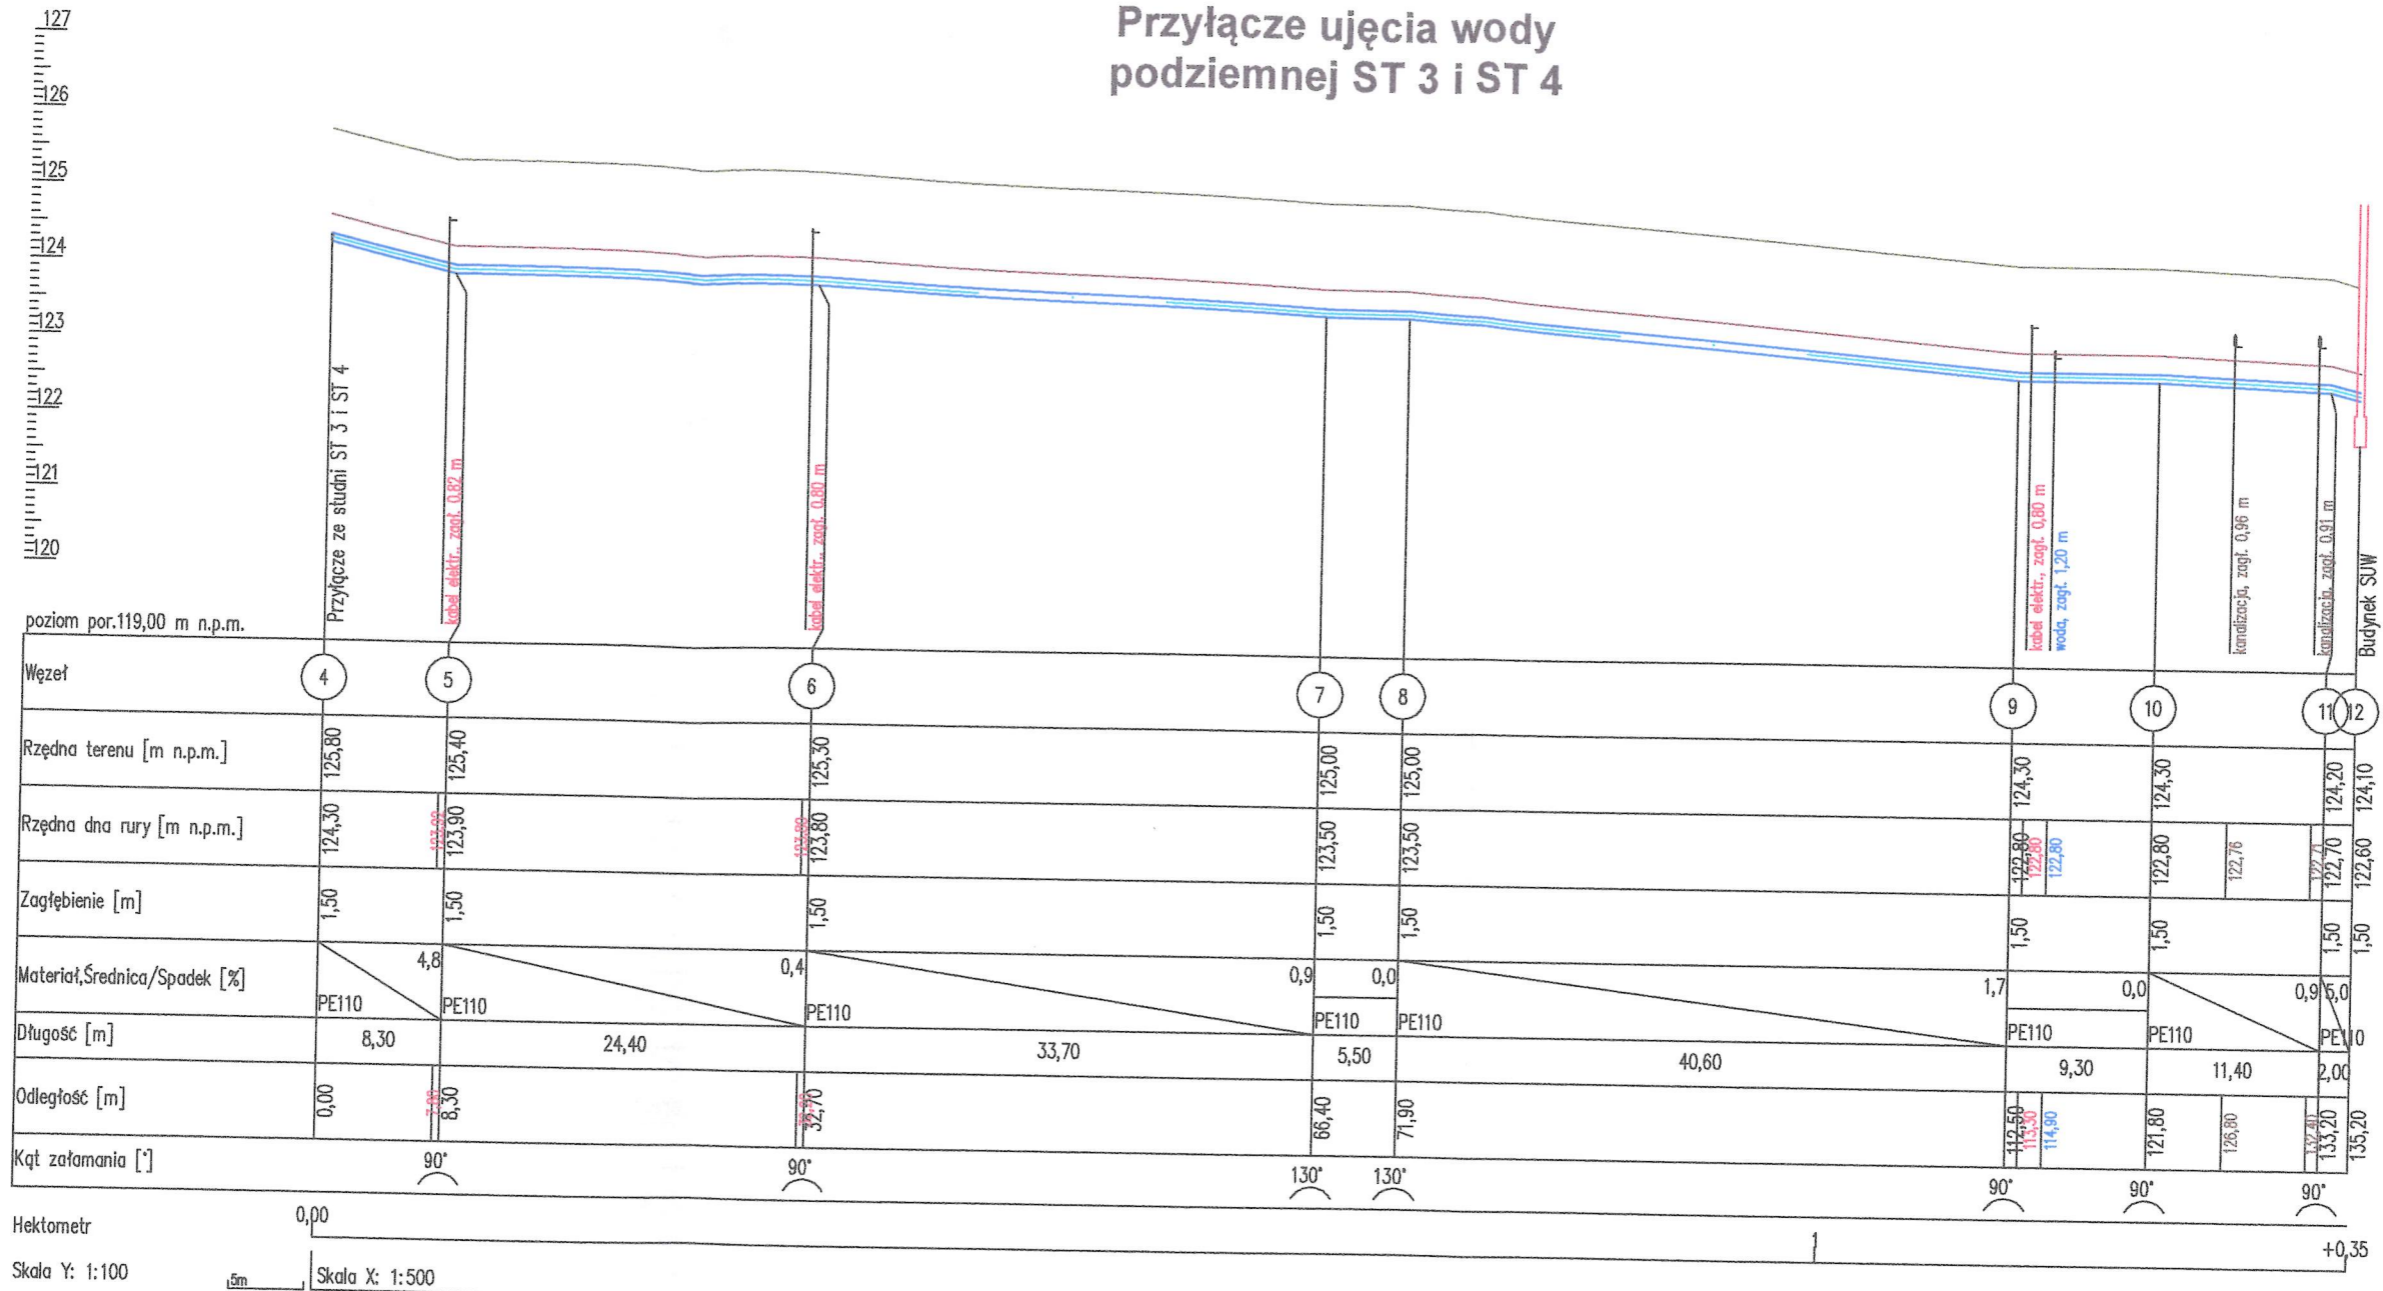 Przyłącze ujęcia wody
podziemnej ST 3 i ST 4
127
126
125
124
123
122
121
120
Przyłącze ze studni ST 3 i ST 4
kabel elektr., zagł. 0,82 m
kabel elektr., zagł. 0,80 m
kabel elektr., zagł. 0,80 m
woda, zagł. 1,20 m
kanalizacja, zagł. 0,96 m
kanalizacja, zagł. 0,91 m
Budynek SUW
poziom por.119,00 m n.p.m.
Węzeł 4 5 6 7 8 9 10 11 12
Rzędna terenu [m n.p.m.] 125,80 125,40 125,30 125,00 125,00 124,30 124,30 124,20 124,10
Rzędna dna rury [m n.p.m.] 124,30 123,90 123,80 123,50 123,50 122,80 122,80 122,80 122,80 122,76 122,71 122,70 122,60
Zagłębienie [m] 1,50 1,50 1,50 1,50 1,50 1,50 1,50 1,50 1,50
Materiał,Średnica/Spadek [%] 4,8 0,4 0,9 0,0 1,7 0,0 0,9 5,0
PE110 PE110 PE110 PE110 PE110 PE110 PE110 PE110
Długość [m] 8,30 24,40 33,70 5,50 40,60 9,30 11,40 2,00
Odległość [m] 0,00 8,30 32,70 66,40 71,90 112,50 113,30 114,90 121,80 126,80 132,40 133,20 135,20
Kąt załamania [°] 90° 90° 130° 130° 90° 90° 90°
Hektometr 0,00 1 +0,35
Skala Y: 1:100 5m Skala X: 1:500